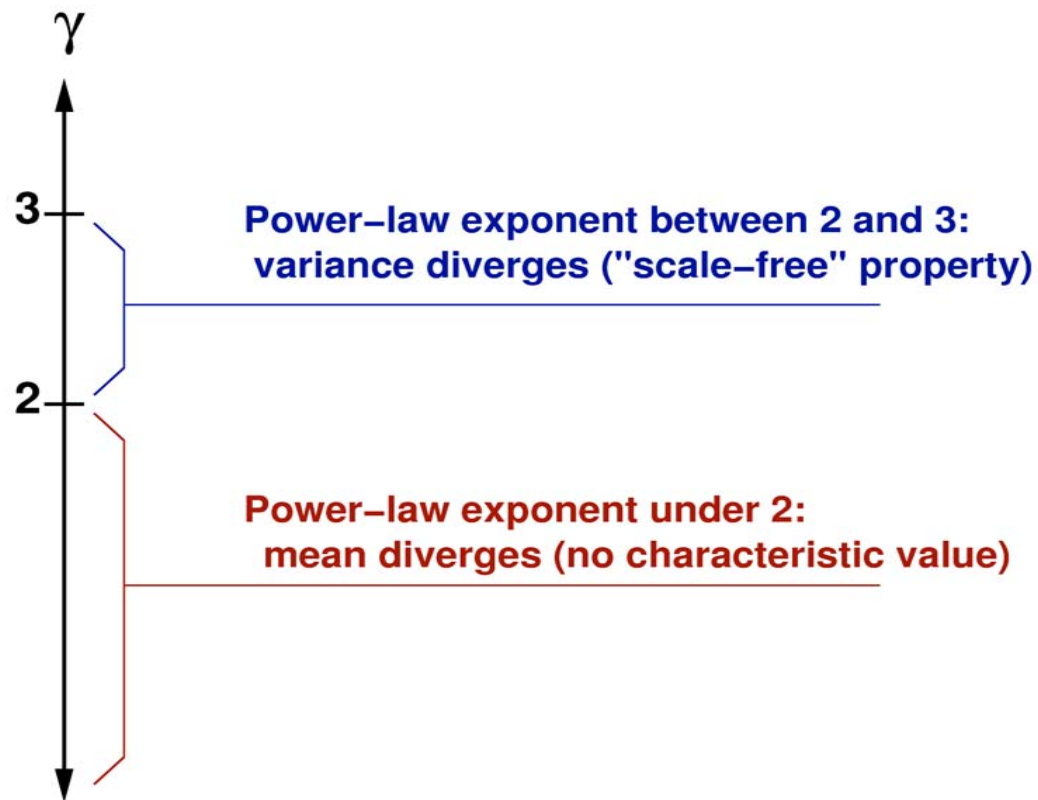 γ
3
Power−law exponent between 2 and 3:
variance diverges ("scale−free" property)
2
Power−law exponent under 2:
mean diverges (no characteristic value)